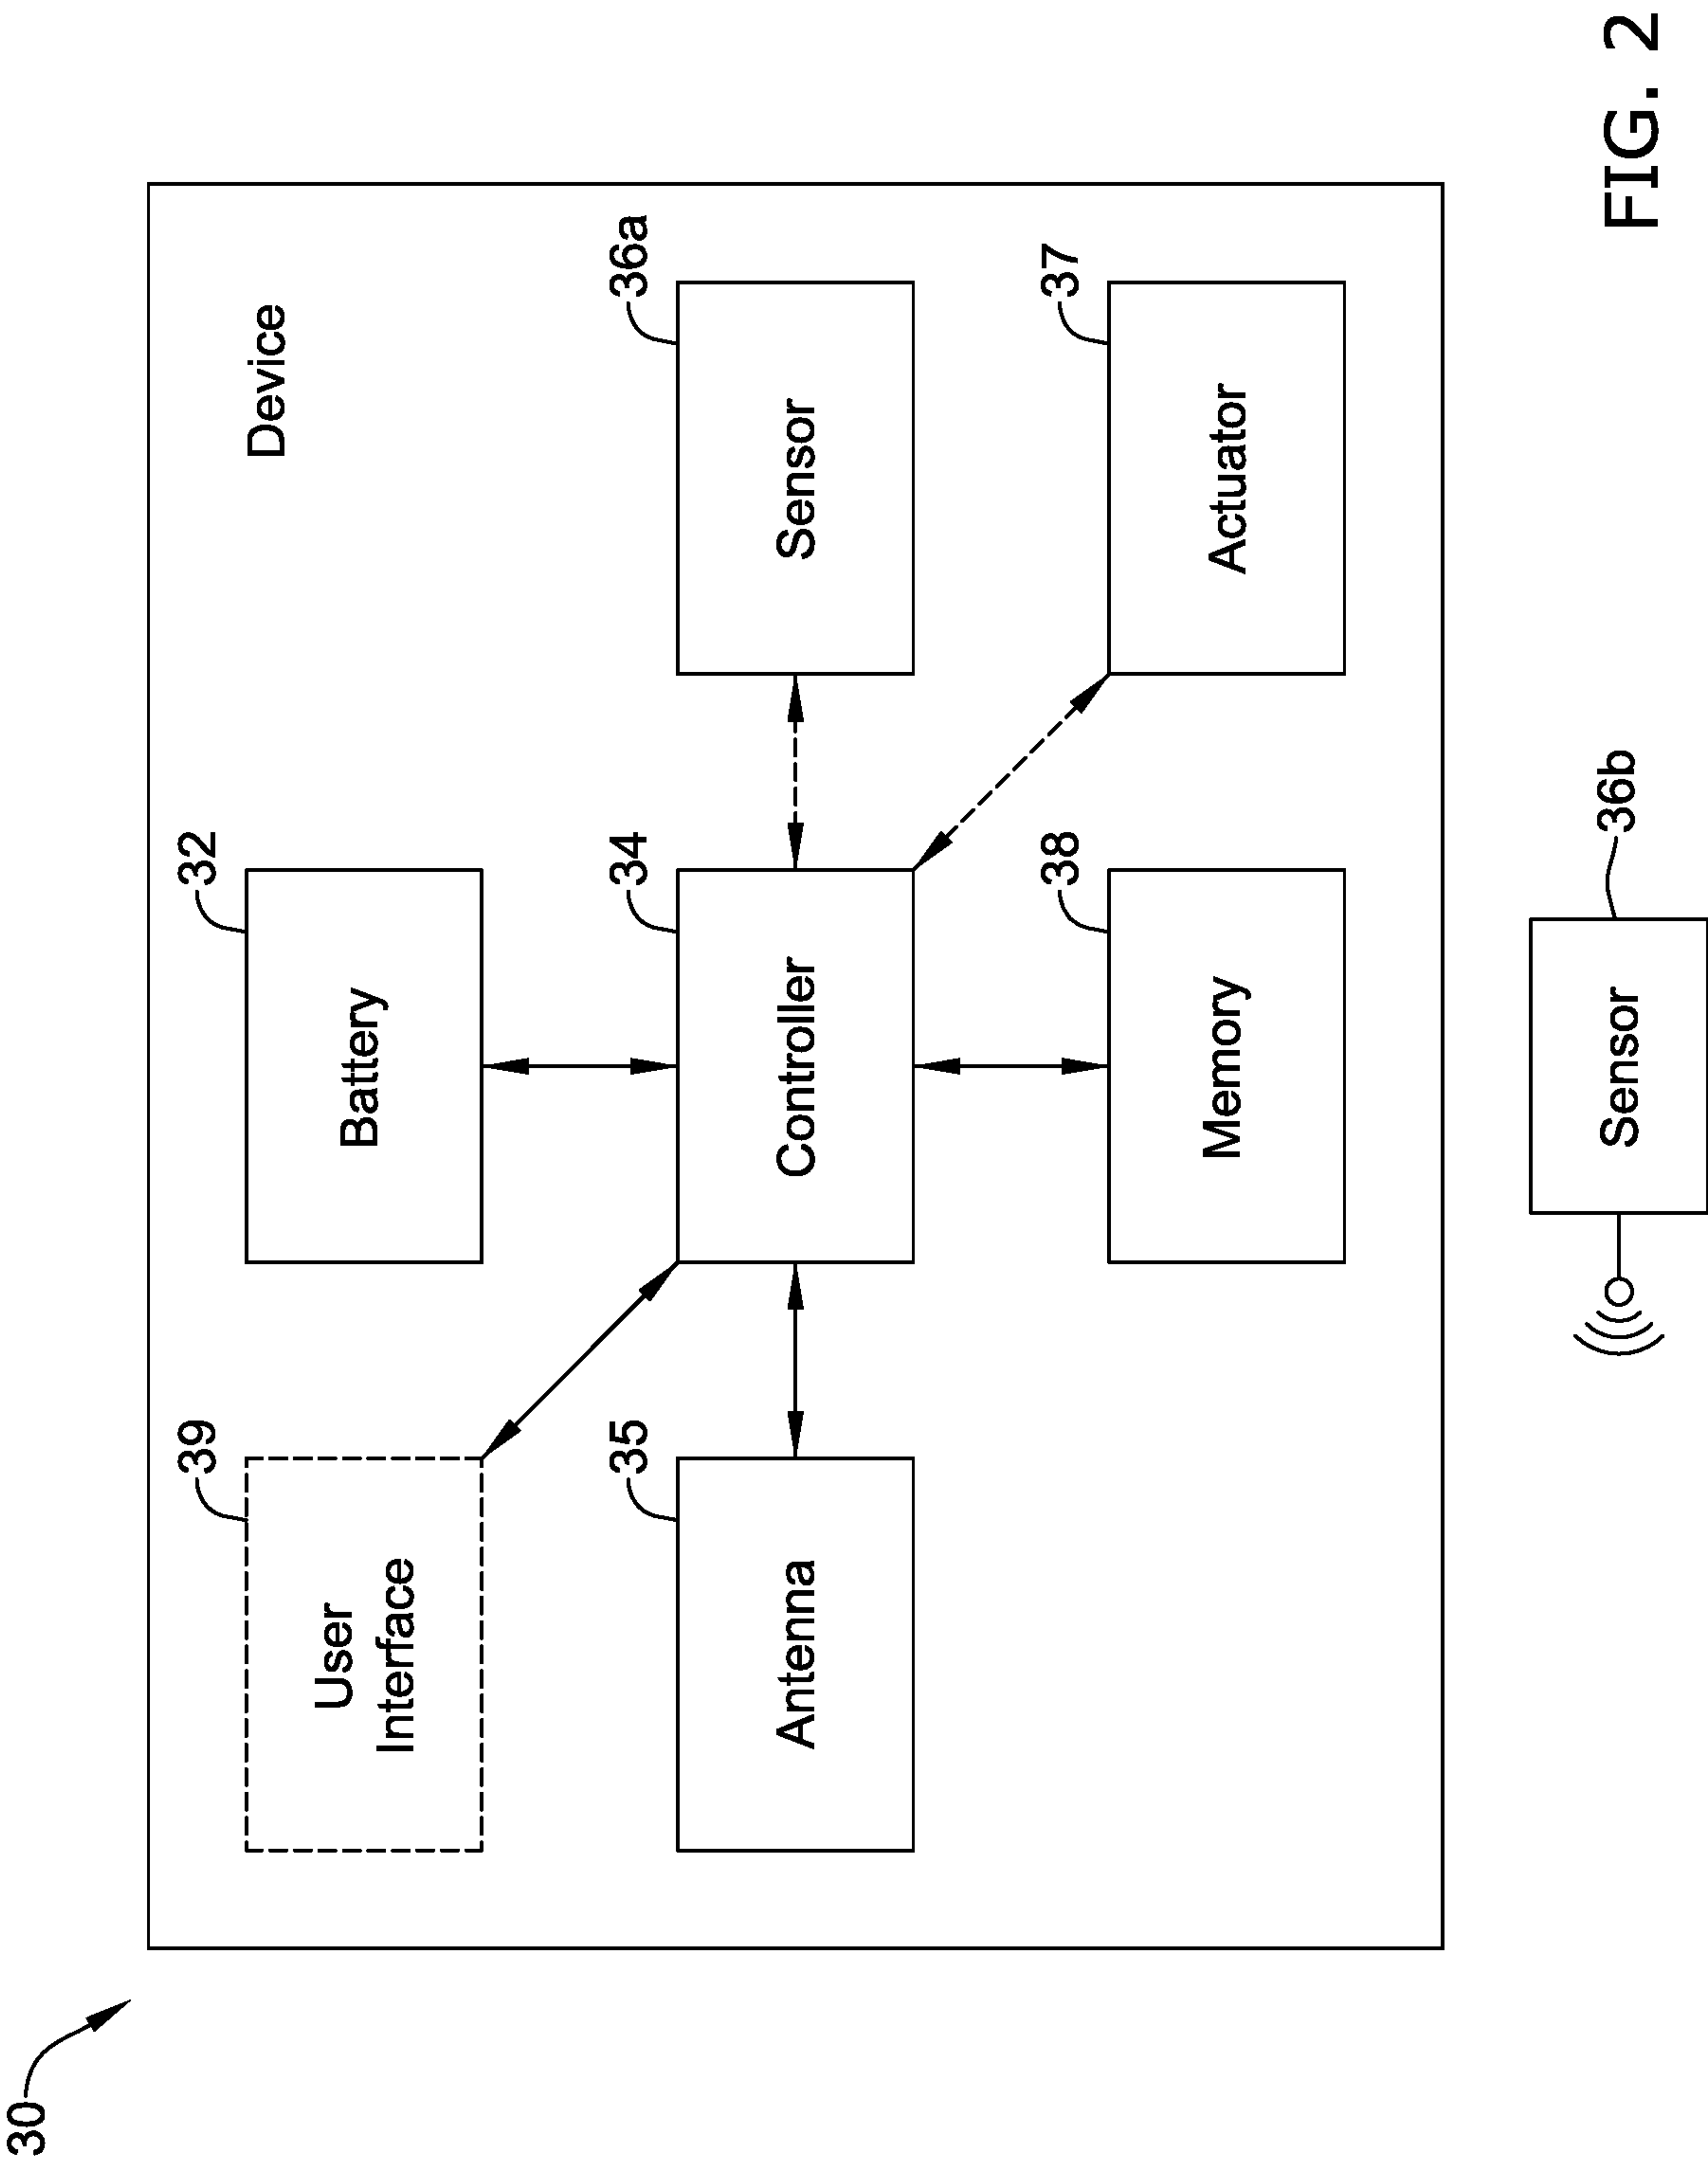 30
Device
39
32
User
Interface
Battery
35
34
36a
Antenna
Controller
Sensor
38
37
Memory
Actuator
Sensor
36b
FIG. 2